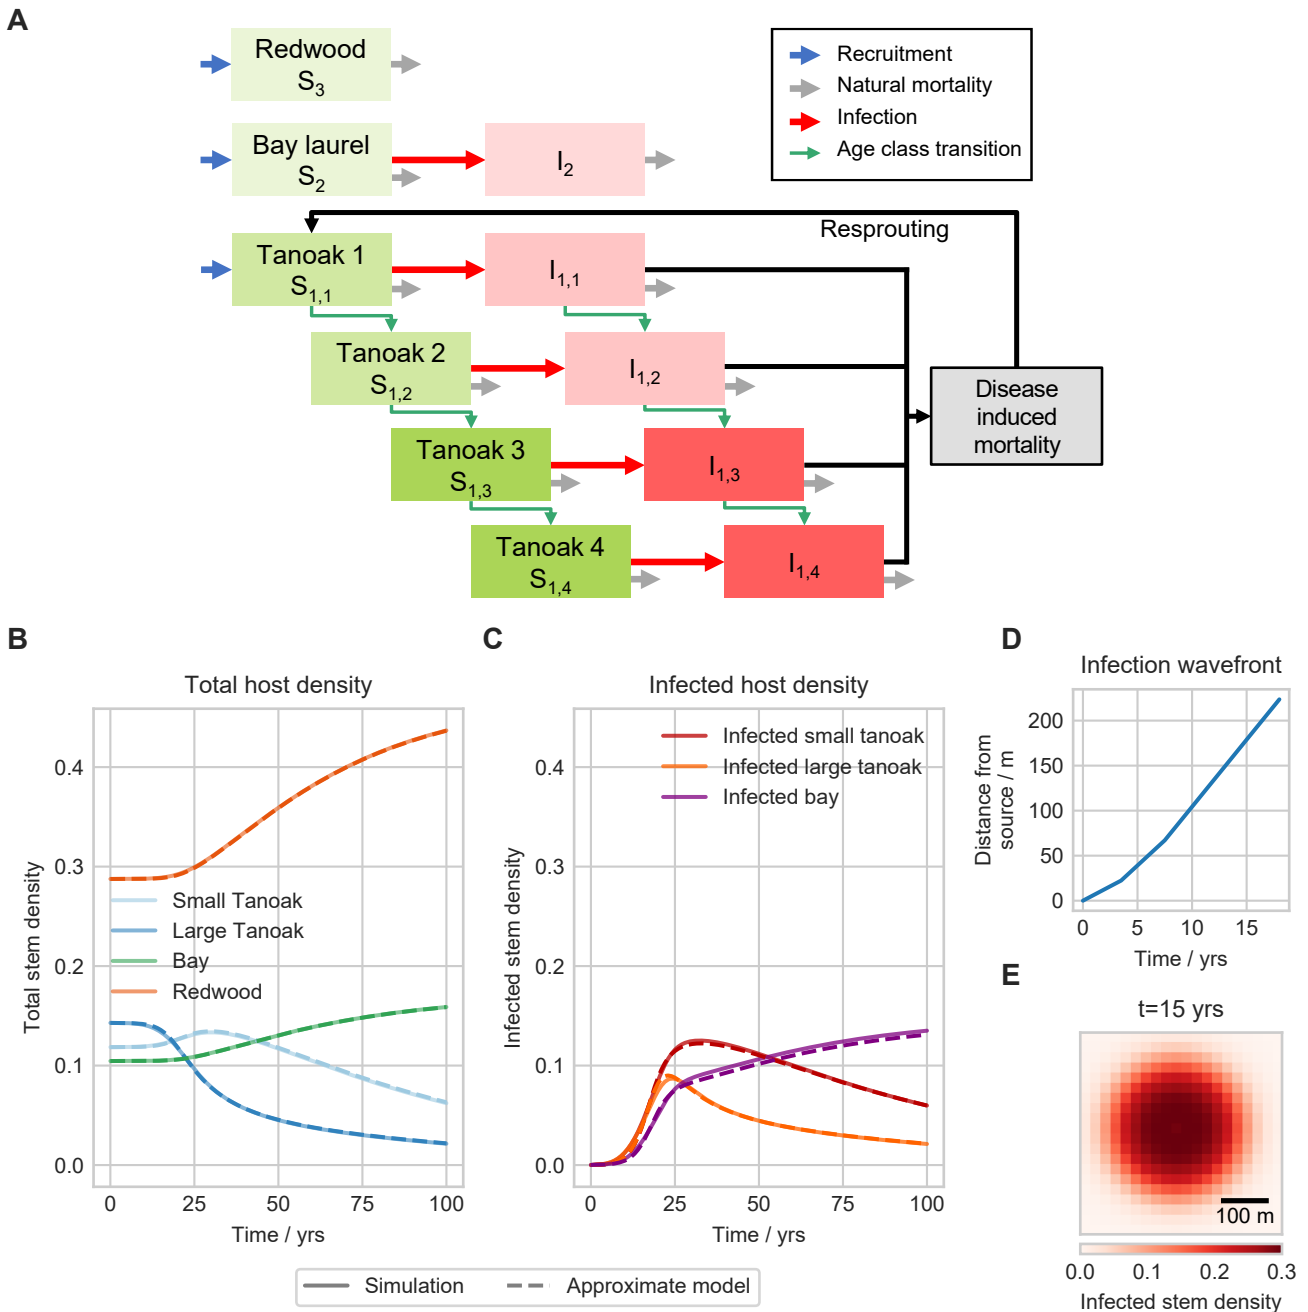 A
Redwood
S3
Bay laurel
S2
I2
Recruitment
Natural mortality
Infection
Age class transition
Resprouting
Tanoak 1
S1,1
I1,1
Tanoak 2
S1,2
I1,2
Tanoak 3
S1,3
I1,3
Tanoak 4
S1,4
I1,4
Disease
induced
mortality
B
Total host density
Total stem density
0.4
0.3
0.2
0.1
0.0
Small Tanoak
Large Tanoak
Bay
Redwood
0 25 50 75 100
Time / yrs
C
Infected host density
Infected stem density
0.4
0.3
0.2
0.1
0.0
Infected small tanoak
Infected large tanoak
Infected bay
0 25 50 75 100
Time / yrs
Simulation
Approximate model
D
Infection wavefront
Distance from
source / m
200
150
100
50
0
0 5 10 15
Time / yrs
E
t=15 yrs
100 m
0.0 0.1 0.2 0.3
Infected stem density